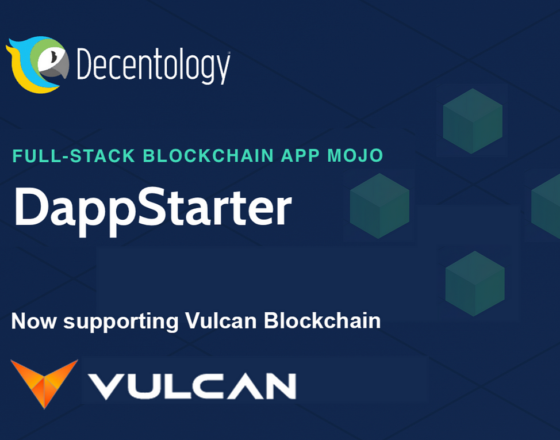 Decentology
FULL-STACK BLOCKCHAIN APP MOJO
DappStarter
Now supporting Vulcan Blockchain
VULCAN